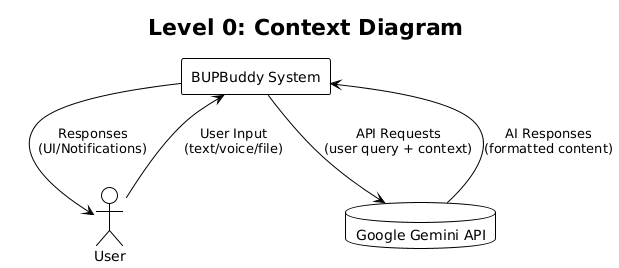 Level 0: Context Diagram
BUPBuddy System
Responses
(UI/Notifications)
User Input
(text/voice/file)
API Requests
(user query + context)
AI Responses
(formatted content)
User
Google Gemini API